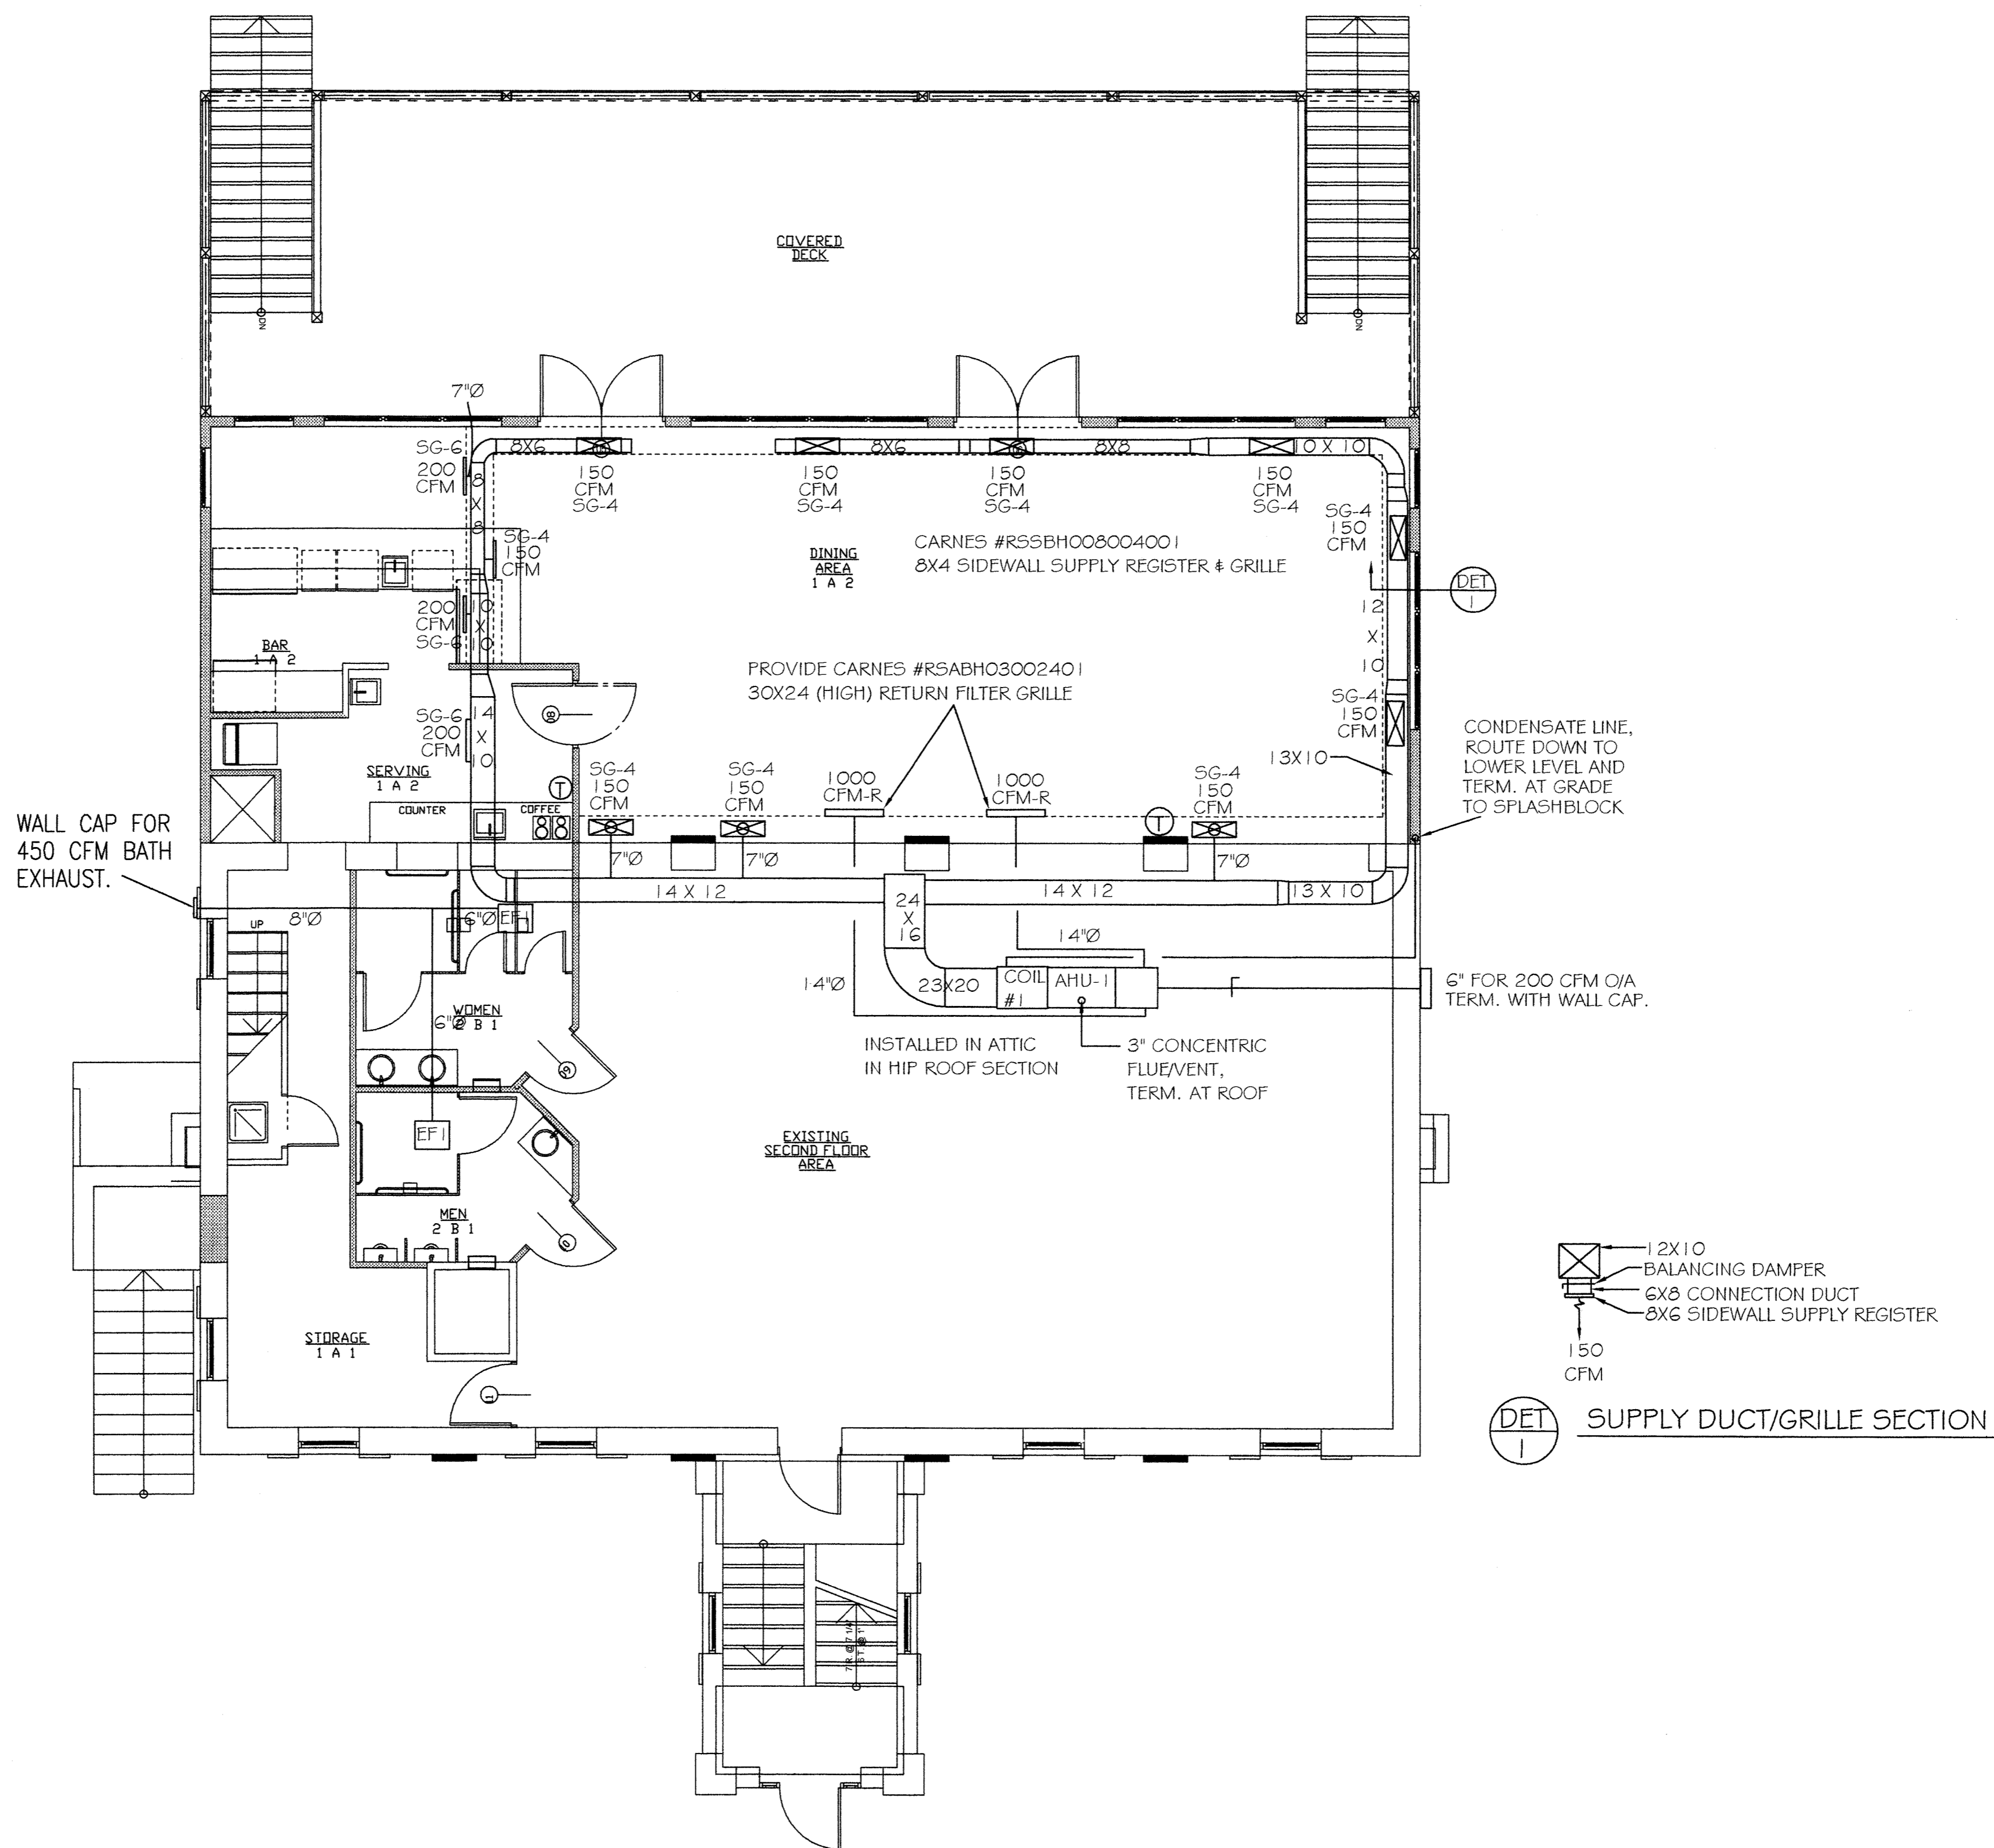 DN
DN
COVERED
DECK
7"Ø
SG-6
200
CFM
8X6
8X6
8X8
10 X 10
8
X
8
150
CFM
SG-4
150
CFM
SG-4
150
CFM
SG-4
150
CFM
SG-4
SG-4
150
CFM
SG-4
150
CFM
DINING
AREA
1 A 2
CARNES #RSSBH008004001
8X4 SIDEWALL SUPPLY REGISTER & GRILLE
DET
1
200
CFM
SG-6
10
X
10
12
X
10
BAR
1 A 2
PROVIDE CARNES #RSABH03002401
30X24 (HIGH) RETURN FILTER GRILLE
SG-6
200
CFM
14
X
10
08
SG-4
150
CFM
CONDENSATE LINE,
ROUTE DOWN TO
LOWER LEVEL AND
TERM. AT GRADE
TO SPLASHBLOCK
13X10
SERVING
1 A 2
T
SG-4
150
CFM
SG-4
150
CFM
1000
CFM-R
1000
CFM-R
SG-4
150
CFM
COUNTER
COFFEE
T
WALL CAP FOR
450 CFM BATH
EXHAUST.
7"Ø
7"Ø
7"Ø
14 X 12
14 X 12
13 X 10
24
X
16
8"Ø
6"Ø
EF1
UP
14"Ø
14"Ø
23X20
COIL
#1
AHU-1
6" FOR 200 CFM O/A
TERM. WITH WALL CAP.
WOMEN
2 B 1
6"Ø
INSTALLED IN ATTIC
IN HIP ROOF SECTION
3" CONCENTRIC
FLUE/VENT,
TERM. AT ROOF
09
EF1
EXISTING
SECOND FLOOR
AREA
MEN
2 B 1
10
STORAGE
1 A 1
11
12X10
BALANCING DAMPER
6X8 CONNECTION DUCT
8X6 SIDEWALL SUPPLY REGISTER
150
CFM
DET
1
SUPPLY DUCT/GRILLE SECTION
7 R. @ 7 1/4"